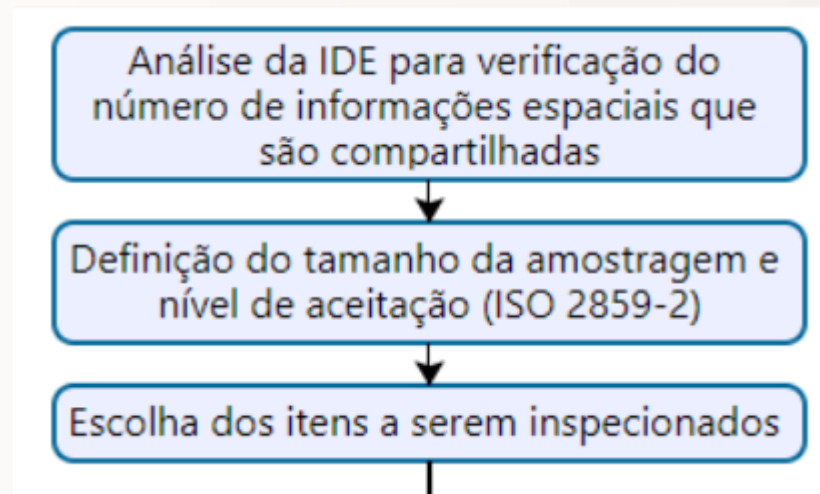 Análise da IDE para verificação do
número de informações espaciais que
são compartilhadas
Definição do tamanho da amostragem e
nível de aceitação (ISO 2859-2)
Escolha dos itens a serem inspecionados